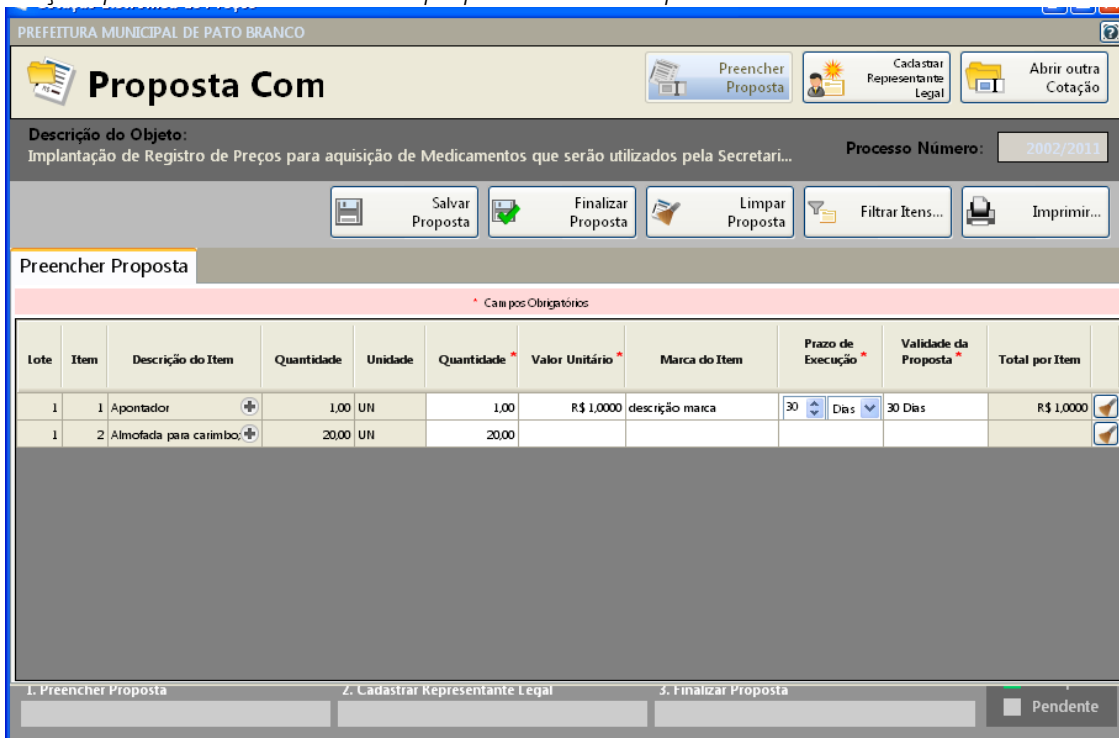 PREFEITURA MUNICIPAL DE PATO BRANCO
Proposta Com
Preencher
Proposta
Cadastrar
Representante
Legal
Abrir outra
Cotação
Descrição do Objeto:
Implantação de Registro de Preços para aquisição de Medicamentos que serão utilizados pela Secretari...
Processo Número:
2002/2011
Salvar
Proposta
Finalizar
Proposta
Limpar
Proposta
Filtrar Itens...
Imprimir...
Preencher Proposta
* Campos Obrigatórios
Lote Item Descrição do Item Quantidade Unidade Quantidade * Valor Unitário * Marca do Item Prazo de Execução * Validade da Proposta * Total por Item
1 1 Apontador 1,00 UN 1,00 R$ 1,0000 descrição marca 30 Dias 30 Dias R$ 1,0000
1 2 Almofada para carimbo; 20,00 UN 20,00
1. Preencher Proposta
2. Cadastrar Representante Legal
3. Finalizar Proposta
Pendente